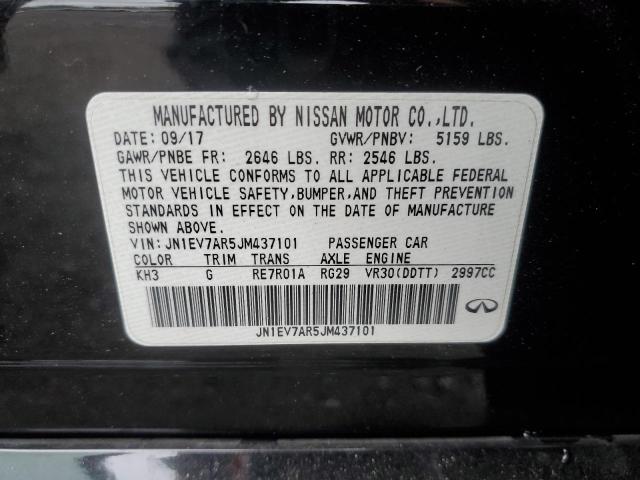 MANUFACTURED BY NISSAN MOTOR CO.,LTD.
DATE: 09/17 GVWR/PNBV: 5159 LBS.
GAWR/PNBE FR: 2646 LBS. RR: 2546 LBS.
THIS VEHICLE CONFORMS TO ALL APPLICABLE FEDERAL
MOTOR VEHICLE SAFETY,BUMPER,AND THEFT PREVENTION
STANDARDS IN EFFECT ON THE DATE OF MANUFACTURE
SHOWN ABOVE.
VIN: JN1EV7AR5JM437101 PASSENGER CAR
COLOR TRIM TRANS AXLE ENGINE
KH3 G RE7R01A RG29 VR30(DDTT) 2997CC
JN1EV7AR5JM437101